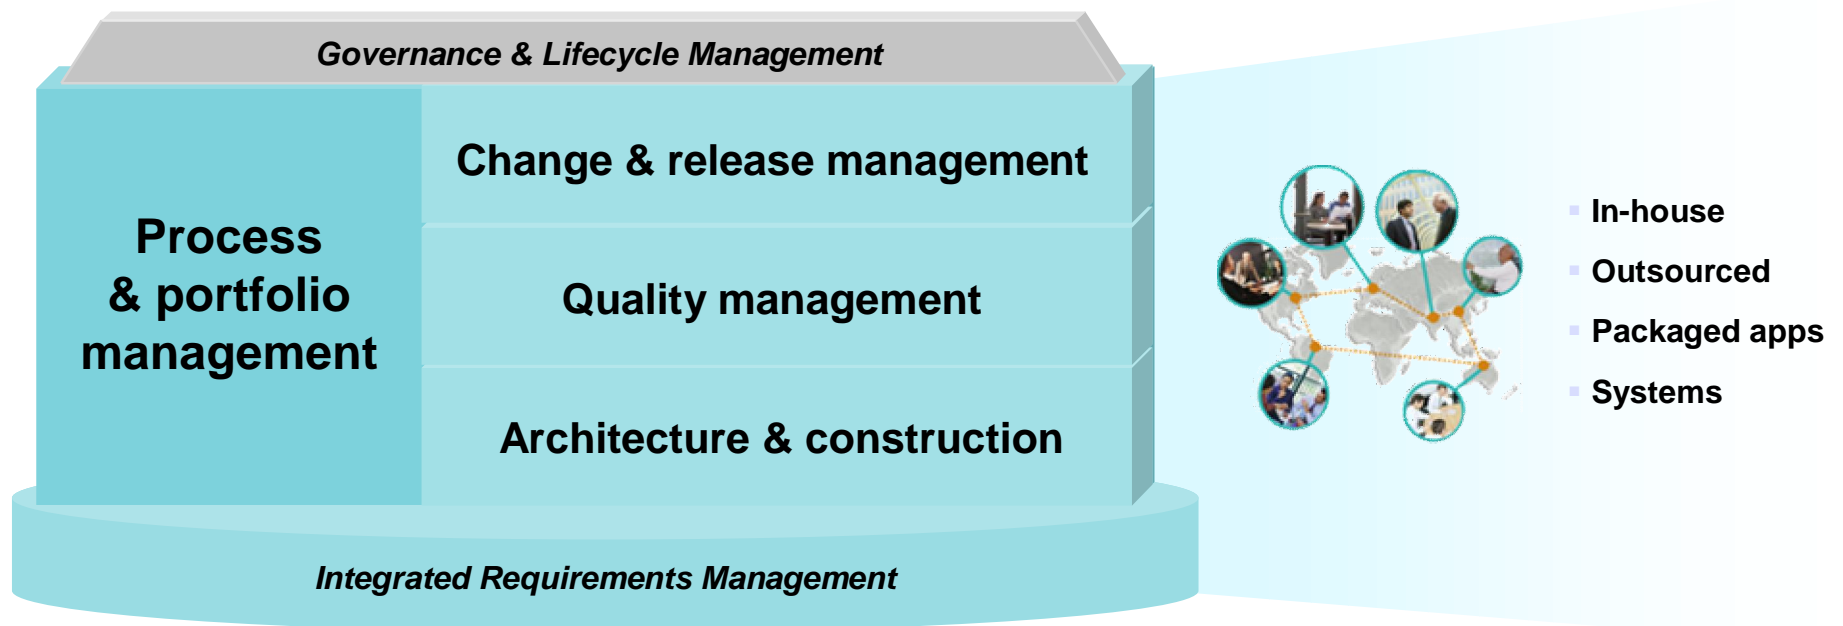 Governance & Lifecycle Management
Process
& portfolio
management
Change & release management
Quality management
Architecture & construction
Integrated Requirements Management
In-house
Outsourced
Packaged apps
Systems